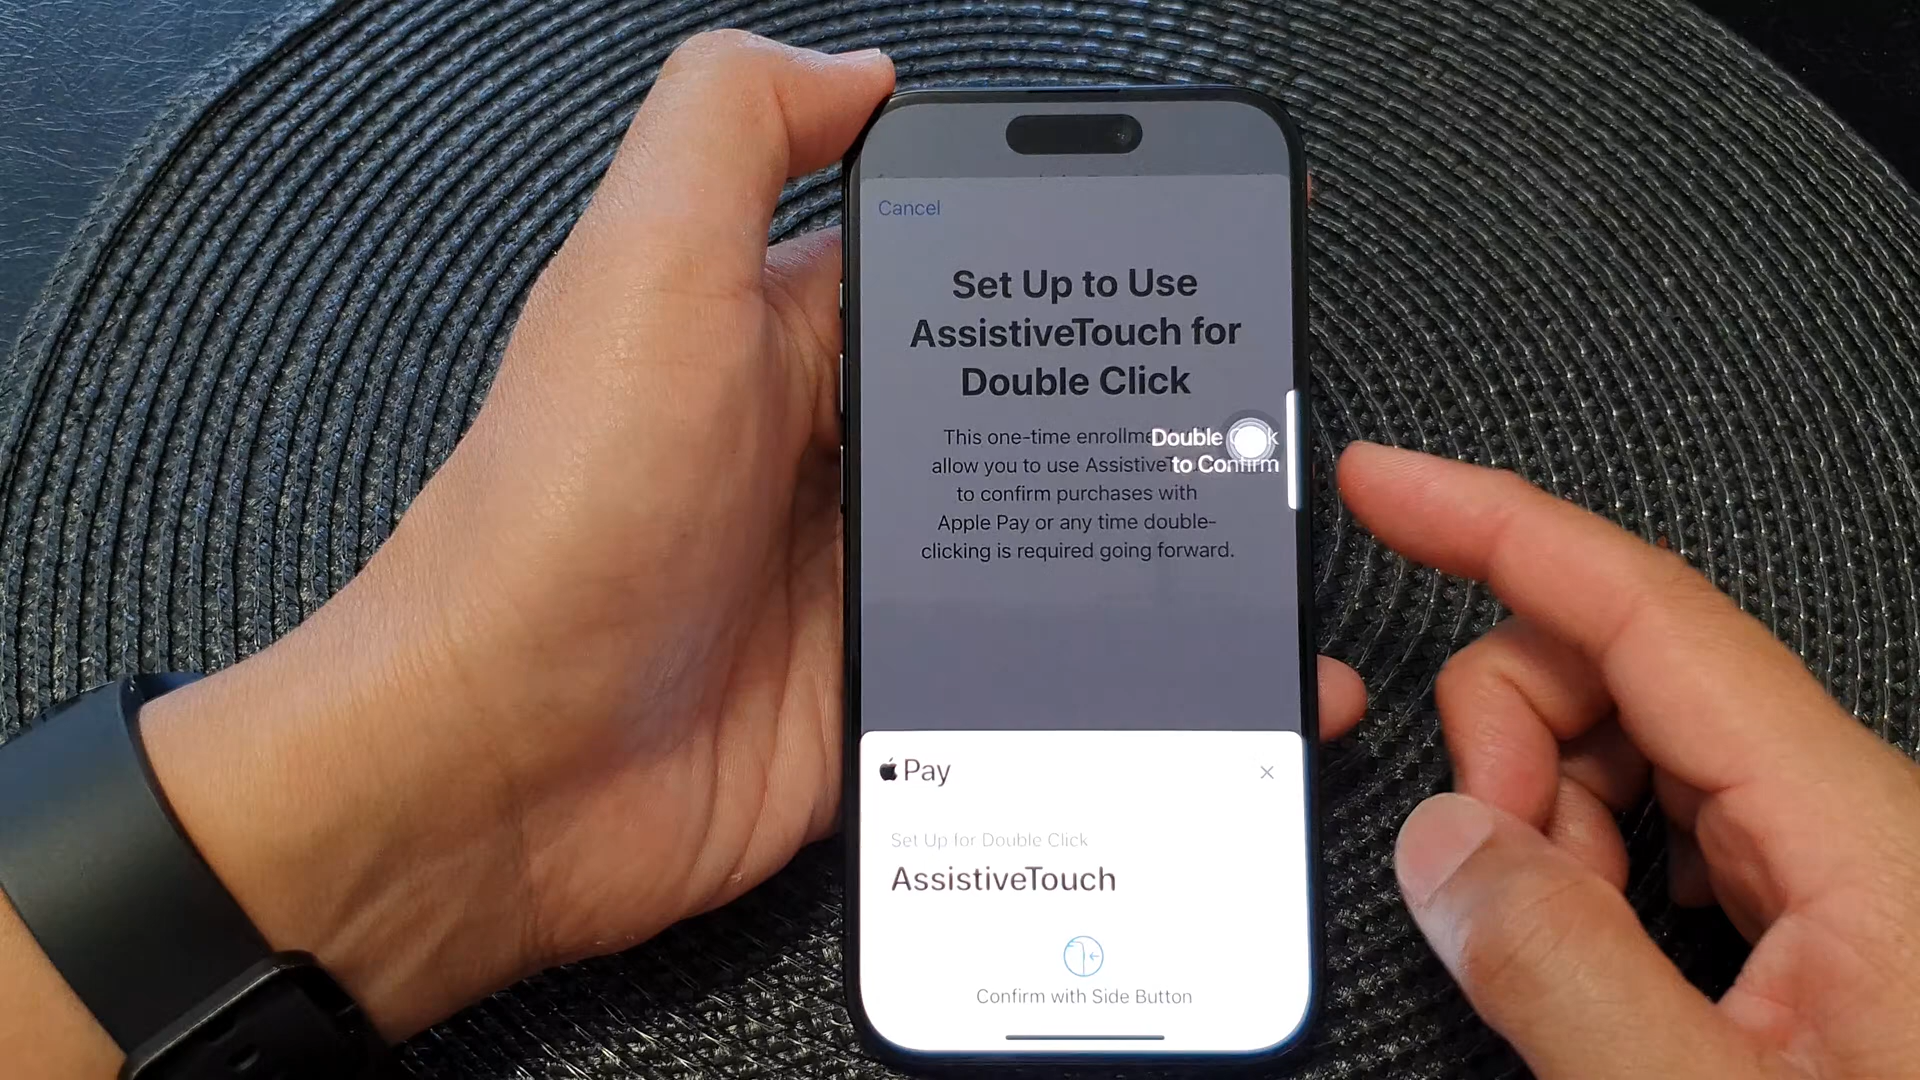 Cancel
Set Up to Use
AssistiveTouch for
Double Click
This one-time enrollme
allow you to use Assistive
to confirm purchases with
Apple Pay or any time double-
clicking is required going forward.
Double
to Confirm
Pay
Set Up for Double Click
AssistiveTouch
Confirm with Side Button